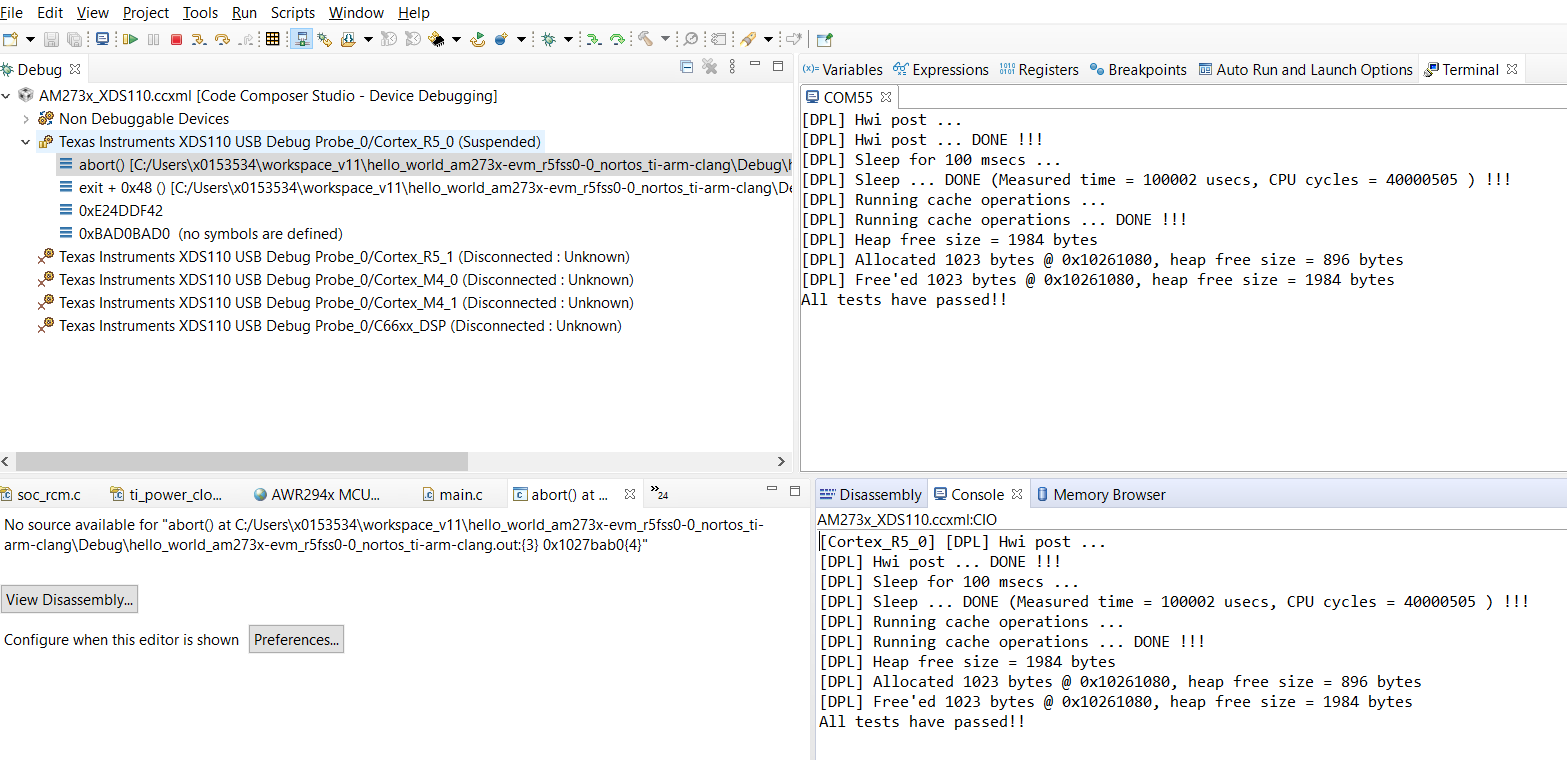 File Edit View Project Tools Run Scripts Window Help
Debug
AM273x_XDS110.ccxml [Code Composer Studio - Device Debugging]
Non Debuggable Devices
Texas Instruments XDS110 USB Debug Probe_0/Cortex_R5_0 (Suspended)
abort() [C:/Users\x0153534\workspace_v11\hello_world_am273x-evm_r5fss0-0_nortos_ti-arm-clang\Debug\h
exit + 0x48 () [C:/Users\x0153534\workspace_v11\hello_world_am273x-evm_r5fss0-0_nortos_ti-arm-clang\De
0xE24DDF42
0xBAD0BAD0 (no symbols are defined)
Texas Instruments XDS110 USB Debug Probe_0/Cortex_R5_1 (Disconnected : Unknown)
Texas Instruments XDS110 USB Debug Probe_0/Cortex_M4_0 (Disconnected : Unknown)
Texas Instruments XDS110 USB Debug Probe_0/Cortex_M4_1 (Disconnected : Unknown)
Texas Instruments XDS110 USB Debug Probe_0/C66xx_DSP (Disconnected : Unknown)
(x)= Variables Expressions Registers Breakpoints Auto Run and Launch Options Terminal
COM55
[DPL] Hwi post ...
[DPL] Hwi post ... DONE !!!
[DPL] Sleep for 100 msecs ...
[DPL] Sleep ... DONE (Measured time = 100002 usecs, CPU cycles = 40000505 ) !!!
[DPL] Running cache operations ...
[DPL] Running cache operations ... DONE !!!
[DPL] Heap free size = 1984 bytes
[DPL] Allocated 1023 bytes @ 0x10261080, heap free size = 896 bytes
[DPL] Free'ed 1023 bytes @ 0x10261080, heap free size = 1984 bytes
All tests have passed!!
soc_rcm.c ti_power_clo... AWR294x MCU... main.c abort() at ... »24
No source available for "abort() at C:/Users\x0153534\workspace_v11\hello_world_am273x-evm_r5fss0-0_nortos_ti-
arm-clang\Debug\hello_world_am273x-evm_r5fss0-0_nortos_ti-arm-clang.out:{3} 0x1027bab0{4}"
View Disassembly...
Configure when this editor is shown Preferences...
Disassembly Console Memory Browser
AM273x_XDS110.ccxml:CIO
[Cortex_R5_0] [DPL] Hwi post ...
[DPL] Hwi post ... DONE !!!
[DPL] Sleep for 100 msecs ...
[DPL] Sleep ... DONE (Measured time = 100002 usecs, CPU cycles = 40000505 ) !!!
[DPL] Running cache operations ...
[DPL] Running cache operations ... DONE !!!
[DPL] Heap free size = 1984 bytes
[DPL] Allocated 1023 bytes @ 0x10261080, heap free size = 896 bytes
[DPL] Free'ed 1023 bytes @ 0x10261080, heap free size = 1984 bytes
All tests have passed!!